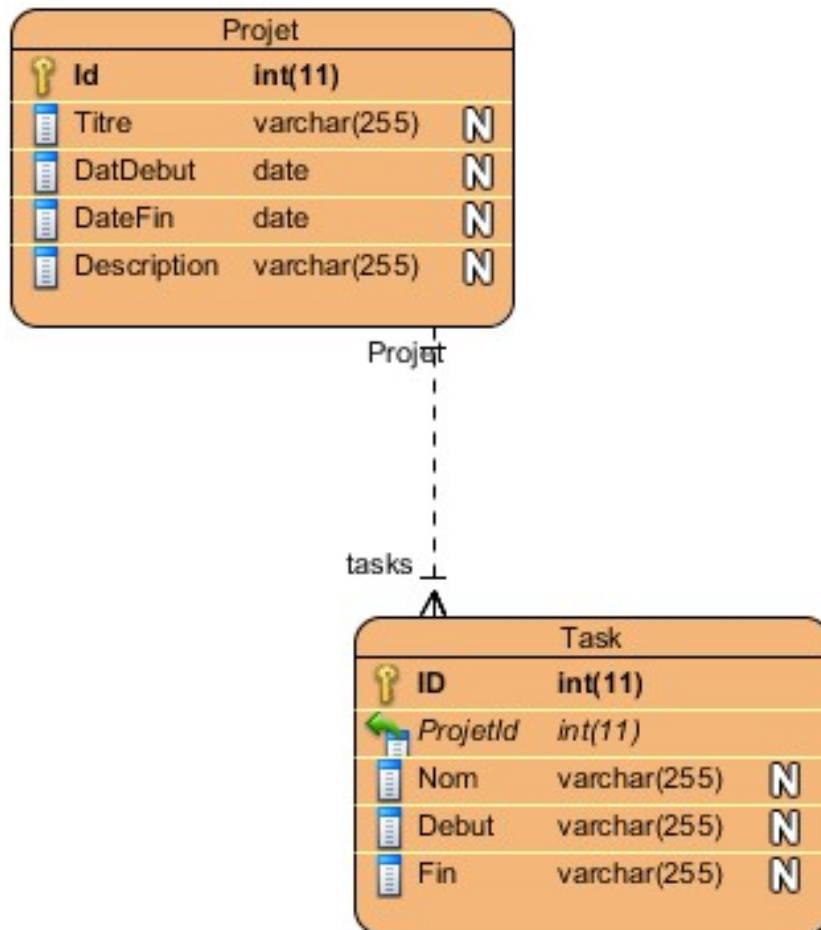 Projet
Id int(11)
Titre varchar(255) N
DatDebut date N
DateFin date N
Description varchar(255) N
Projet
tasks
Task
ID int(11)
ProjetId int(11)
Nom varchar(255) N
Debut varchar(255) N
Fin varchar(255) N